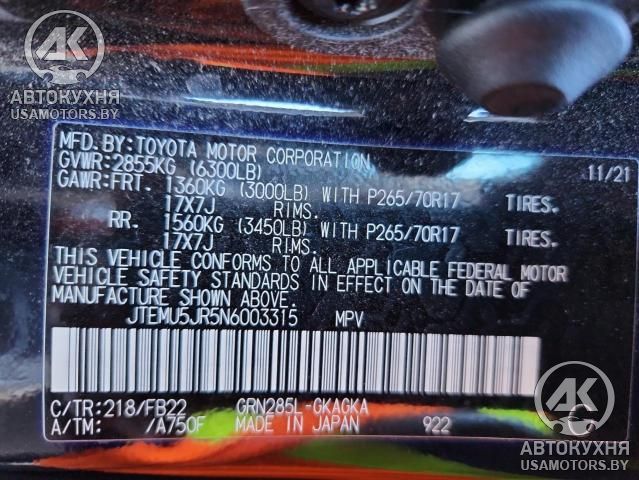 AK
АВТОКУХНЯ
USAMOTORS.BY
MFD. BY: TOYOTA MOTOR CORPORATION 11/21
GVWR: 2855KG (6300LB)
GAWR: FRT. 1360KG (3000LB) WITH P265/70R17 TIRES.
17X7J RIMS.
RR. 1560KG (3450LB) WITH P265/70R17 TIRES.
17X7J RIMS.
THIS VEHICLE CONFORMS TO ALL APPLICABLE FEDERAL MOTOR
VEHICLE SAFETY STANDARDS IN EFFECT ON THE DATE OF
MANUFACTURE SHOWN ABOVE.
JTEMU5JR5N6003315 MPV
C/TR: 218/FB22 GRN285L-GKAGKA
A/TM: /A750F MADE IN JAPAN 922
AK
АВТОКУХНЯ
USAMOTORS.BY